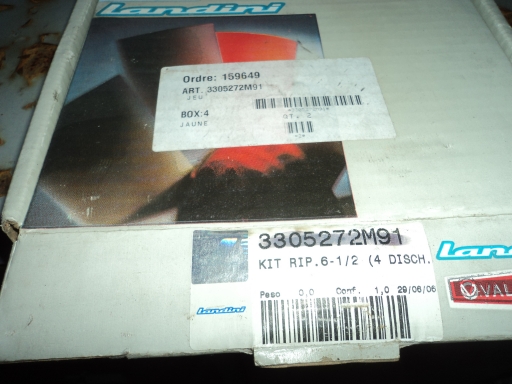 Landini
Ordre: 159649
ART. 3305272M91
JEU
BOX:4
JAUNE
QTY 2
3305272M91
KIT RIP.6-1/2 (4 DISCH.
Peso 0.0 Conf. 1,0 29/06/06
Landini
Landini
VAL